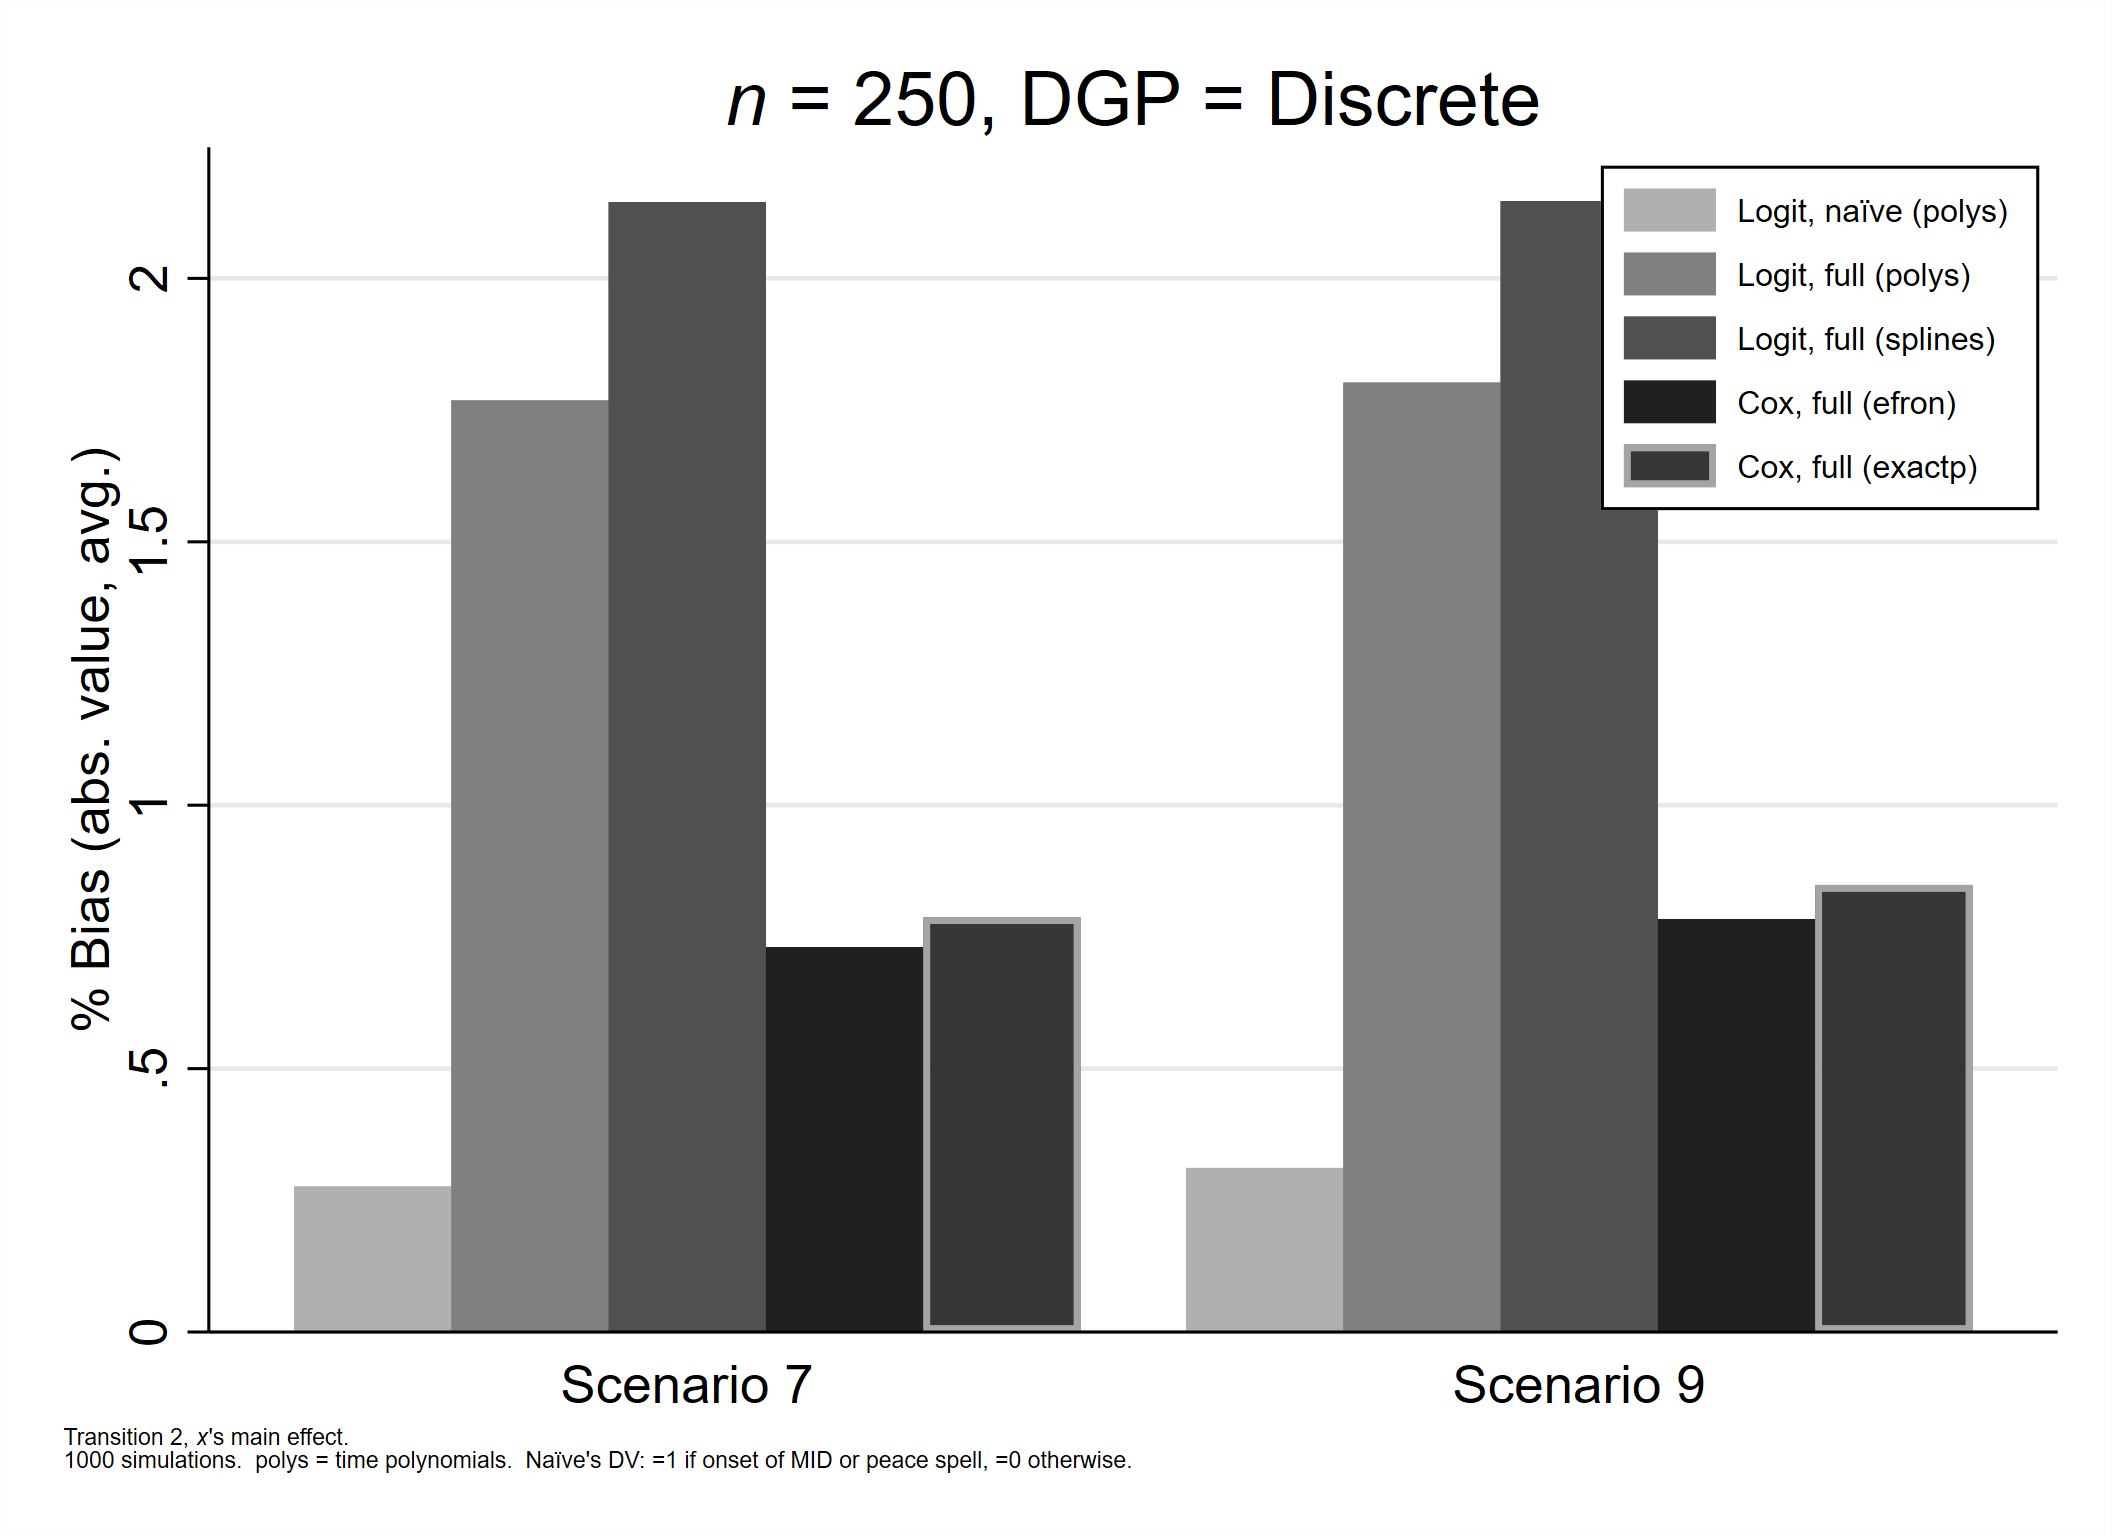 n = 250, DGP = Discrete
% Bias (abs. value, avg.)
2
1.5
1
.5
0
Logit, naïve (polys)
Logit, full (polys)
Logit, full (splines)
Cox, full (efron)
Cox, full (exactp)
Scenario 7
Scenario 9
Transition 2, x's main effect.
1000 simulations.  polys = time polynomials.  Naïve's DV: =1 if onset of MID or peace spell, =0 otherwise.